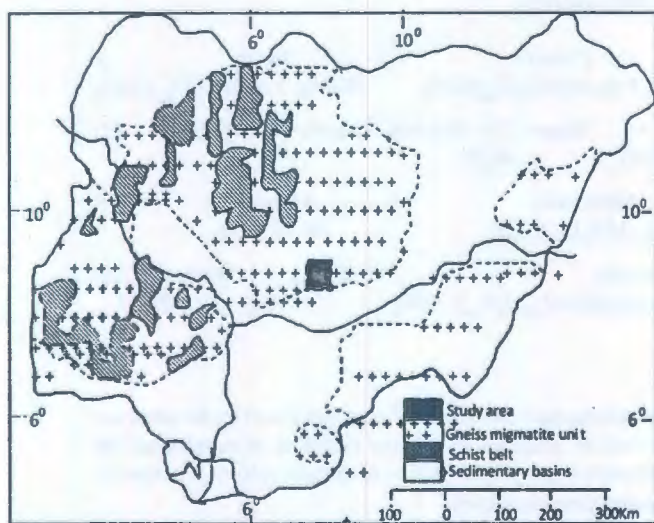 6° 10°
10° 10°
6° 6°
Study area
Gneiss migmatite unit
Schist belt
Sedimentary basins
6° 100 0 100 200 300Km